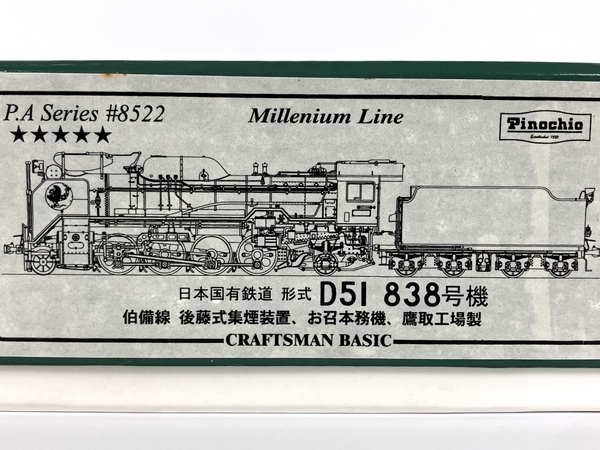 P.A Series #8522
★★★★★
Millenium Line
Pinochio
日本国有鉄道 形式 D51 838号機
伯備線 後藤式集煙装置、お召本務機、鷹取工場製
CRAFTSMAN BASIC